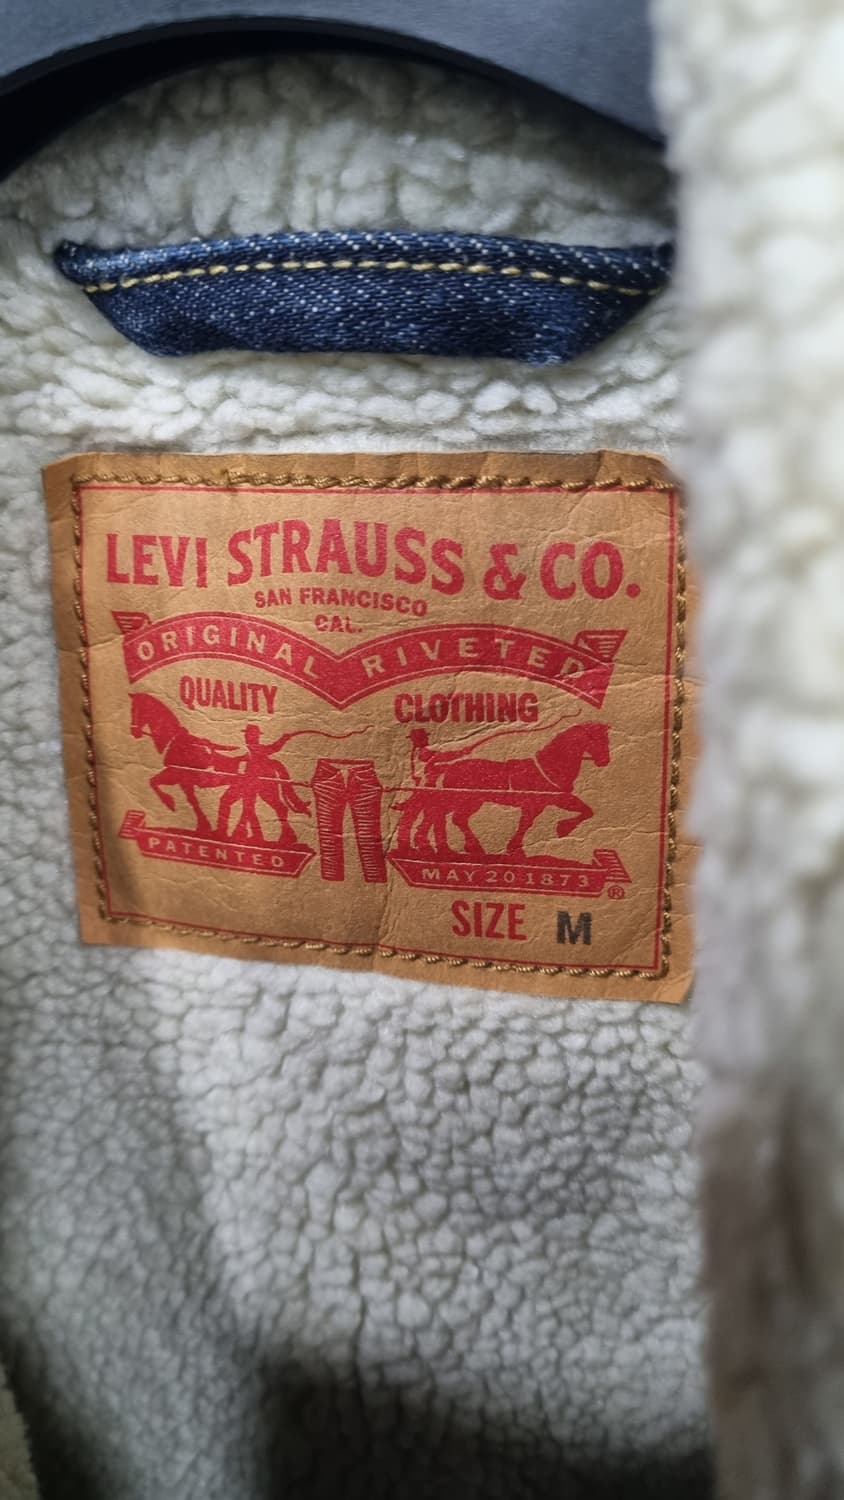 LEVI STRAUSS & CO.
SAN FRANCISCO
CAL.
ORIGINAL RIVETED
QUALITY CLOTHING
PATENTED MAY 20 1873 ®
SIZE M